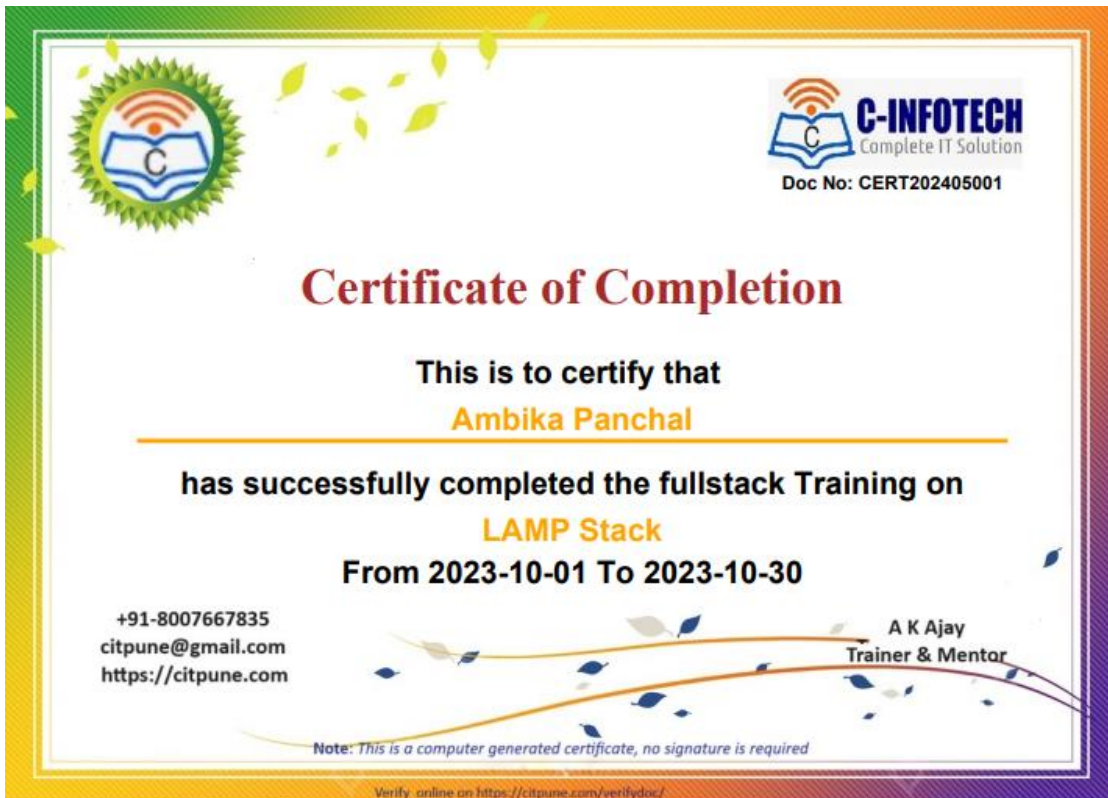 C
C
C-INFOTECH
Complete IT Solution
Doc No: CERT202405001
Certificate of Completion
This is to certify that
Ambika Panchal
has successfully completed the fullstack Training on
LAMP Stack
From 2023-10-01 To 2023-10-30
+91-8007667835
citpune@gmail.com
https://citpune.com
A K Ajay
Trainer & Mentor
Note: This is a computer generated certificate, no signature is required
Verify online on https://citpune.com/verifydoc/